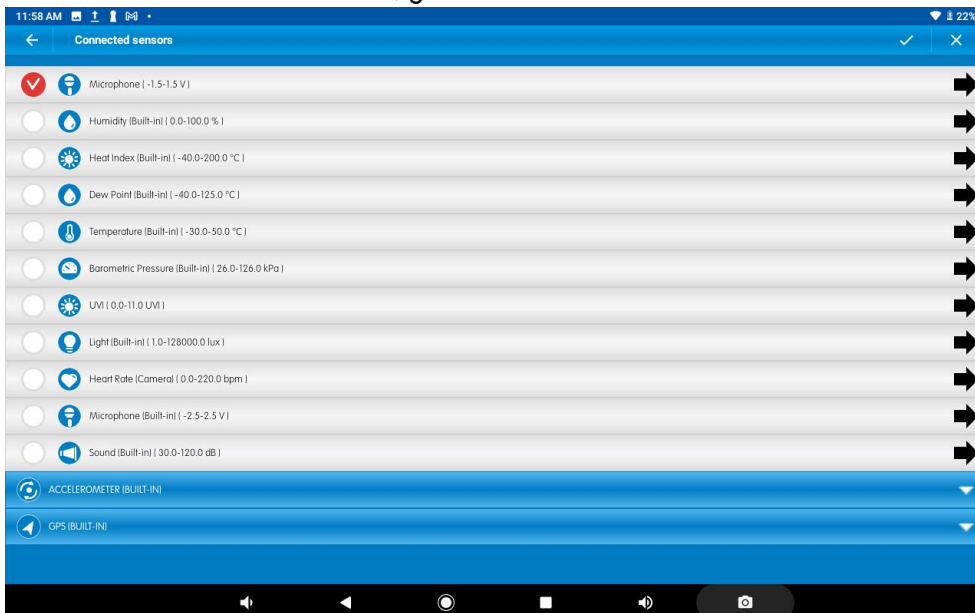 11:58 AM
22%
Connected sensors
Microphone ( -1.5-1.5 V )
Humidity (Built-in) ( 0.0-100.0 % )
Heat Index (Built-in) ( -40.0-200.0 °C )
Dew Point (Built-in) ( -40.0-125.0 °C )
Temperature (Built-in) ( -30.0-50.0 °C )
Barometric Pressure (Built-in) ( 26.0-126.0 kPa )
UVI ( 0.0-11.0 UVI )
Light (Built-in) ( 1.0-128000.0 lux )
Heart Rate (Camera) ( 0.0-220.0 bpm )
Microphone (Built-in) ( -2.5-2.5 V )
Sound (Built-in) ( 30.0-120.0 dB )
ACCELEROMETER (BUILT-IN)
GPS (BUILT-IN)